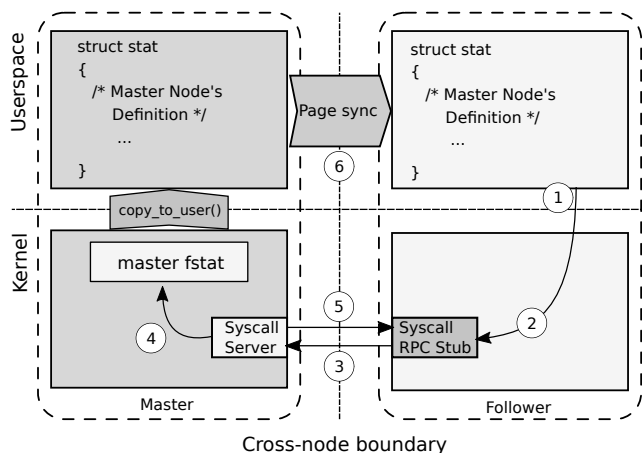 Userspace
struct stat
{
/* Master Node's
Definition */
...
}
Page sync
6
struct stat
{
/* Master Node's
Definition */
...
}
1
copy_to_user()
Kernel
master fstat
4
Syscall
Server
5
3
Syscall
RPC Stub
2
Master
Follower
Cross-node boundary